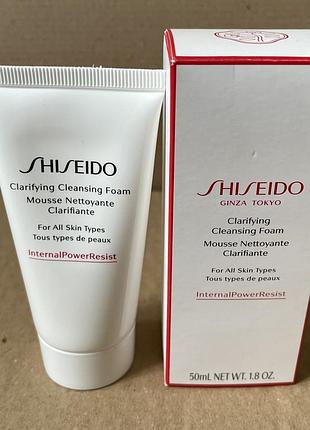 SHISEIDO
Clarifying Cleansing Foam
Mousse Nettoyante
Clarifiante
For All Skin Types
Tous types de peaux
InternalPowerResist
SHISEIDO
GINZA TOKYO
Clarifying
Cleansing Foam
Mousse Nettoyante
Clarifiante
For All Skin Types
Tous types de peaux
InternalPowerResist
50mL NET WT. 1.8 OZ.